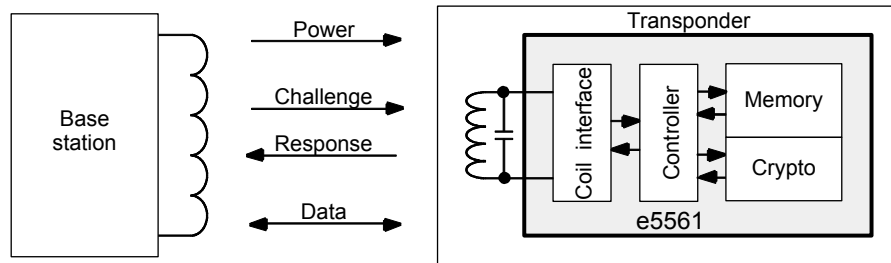 Base
station
Power
Challenge
Response
Data
Transponder
Coil interface
Controller
Memory
Crypto
e5561